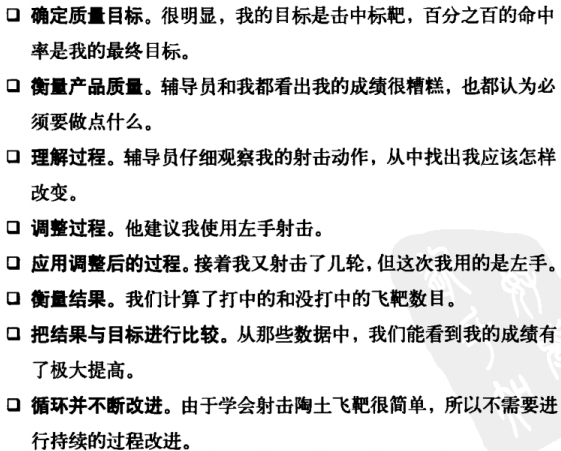 □ 确定质量目标。很明显，我的目标是击中标靶，百分之百的命中
率是我的最终目标。
□ 衡量产品质量。辅导员和我都看出我的成绩很糟糕，也都认为必
须要做点什么。
□ 理解过程。辅导员仔细观察我的射击动作，从中找出我应该怎样
改变。
□ 调整过程。他建议我使用左手射击。
□ 应用调整后的过程。接着我又射击了几轮，但这次我用的是左手。
□ 衡量结果。我们计算了打中的和没打中的飞靶数目。
□ 把结果与目标进行比较。从那些数据中，我们能看到我的成绩有
了极大提高。
□ 循环并不断改进。由于学会射击陶土飞靶很简单，所以不需要进
行持续的过程改进。